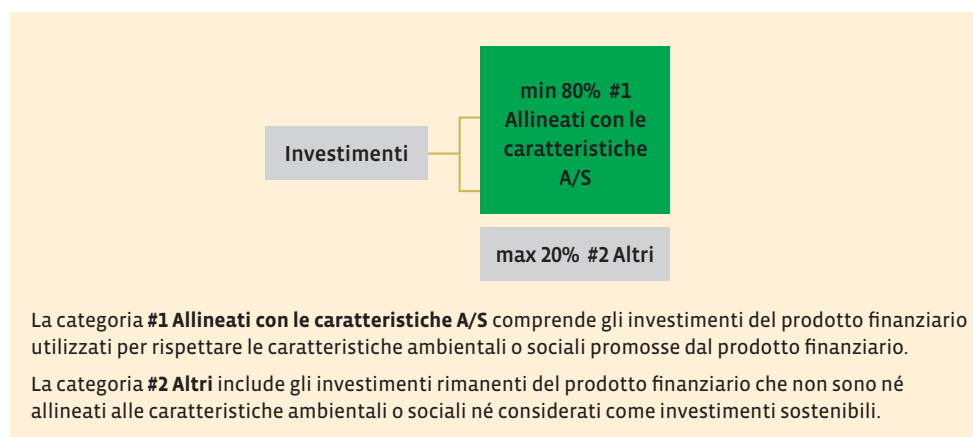 min 80% #1
Allineati con le
caratteristiche
A/S
Investimenti
max 20% #2 Altri
La categoria #1 Allineati con le caratteristiche A/S comprende gli investimenti del prodotto finanziario
utilizzati per rispettare le caratteristiche ambientali o sociali promosse dal prodotto finanziario.
La categoria #2 Altri include gli investimenti rimanenti del prodotto finanziario che non sono né
allineati alle caratteristiche ambientali o sociali né considerati come investimenti sostenibili.